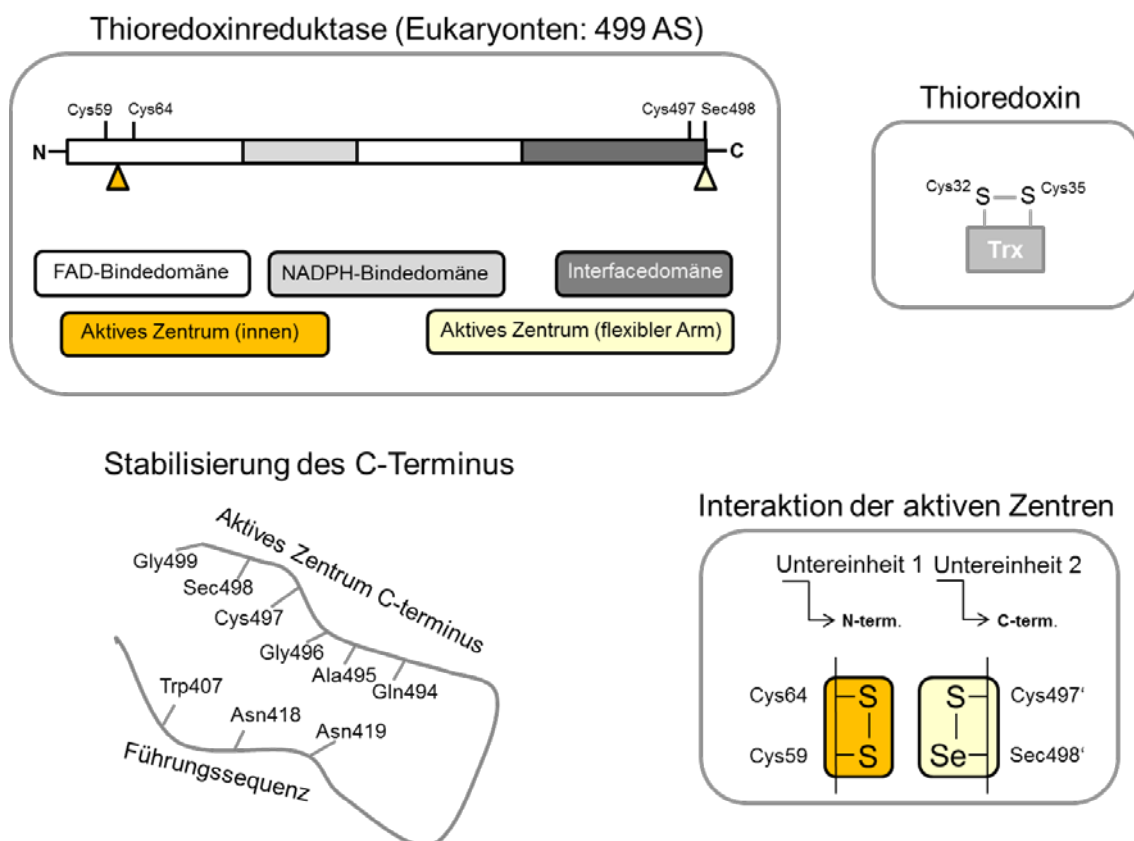 Thioredoxinreduktase (Eukaryonten: 499 AS)
Cys59
Cys64
Cys497
Sec498
N
C
FAD-Bindedomäne
NADPH-Bindedomäne
Interfacedomäne
Aktives Zentrum (innen)
Aktives Zentrum (flexibler Arm)
Thioredoxin
Cys32
S
S
Cys35
Trx
Stabilisierung des C-Terminus
Aktives Zentrum C-terminus
Gly499
Sec498
Cys497
Gly496
Ala495
Gln494
Trp407
Asn418
Asn419
Führungssequenz
Interaktion der aktiven Zentren
Untereinheit 1
Untereinheit 2
N-term.
C-term.
Cys64
S
S
Cys497‘
Cys59
S
Se
Sec498‘